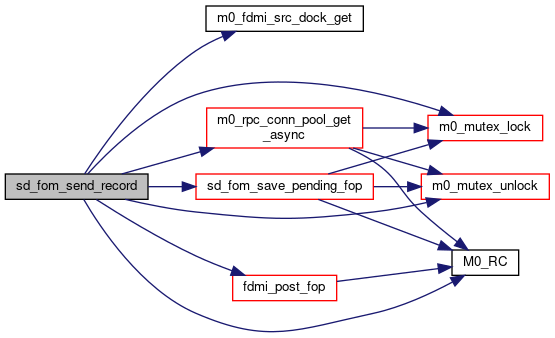 m0_fdmi_src_dock_get
m0_rpc_conn_pool_get
_async
m0_mutex_lock
sd_fom_send_record
sd_fom_save_pending_fop
m0_mutex_unlock
M0_RC
fdmi_post_fop